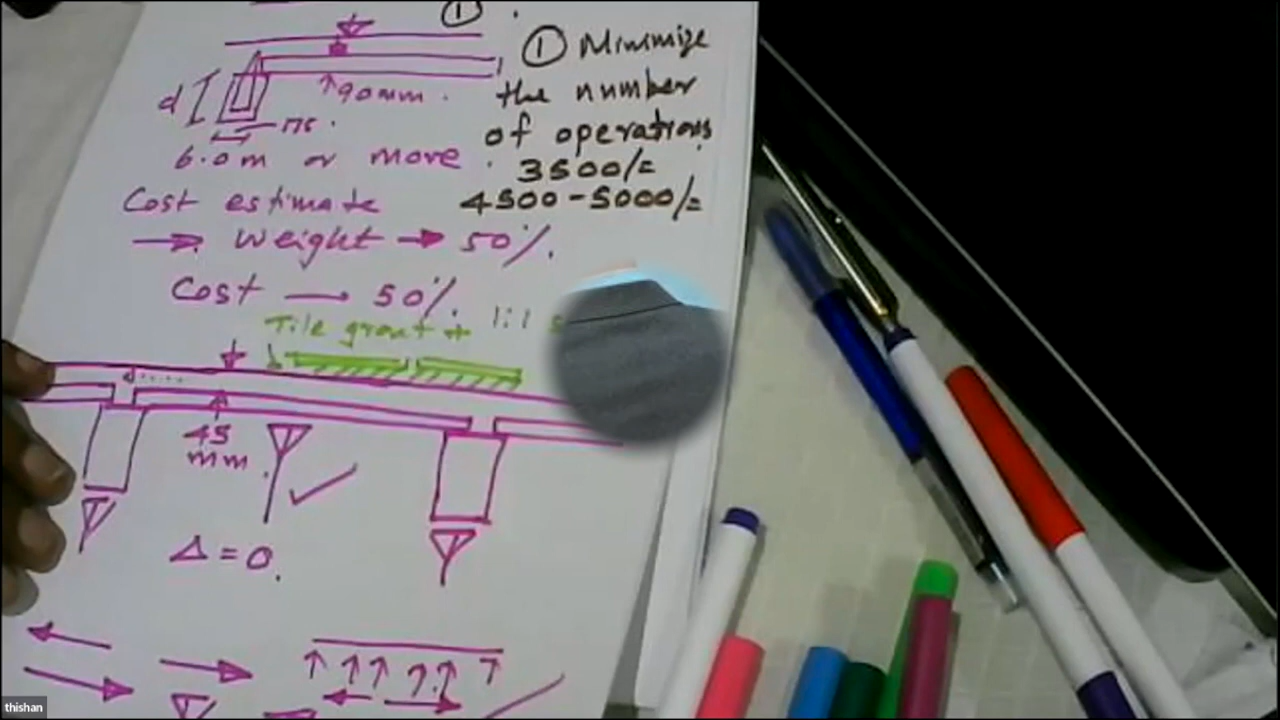 ①
① Minimize
the number
of operations
3500/=
4500-5000/=
d
90mm.
175.
6.0m or more
Cost estimate
→ Weight → 50%.
Cost — 50%.
Tile grout + 1:1
45
mm.
Δ = 0.
thishan